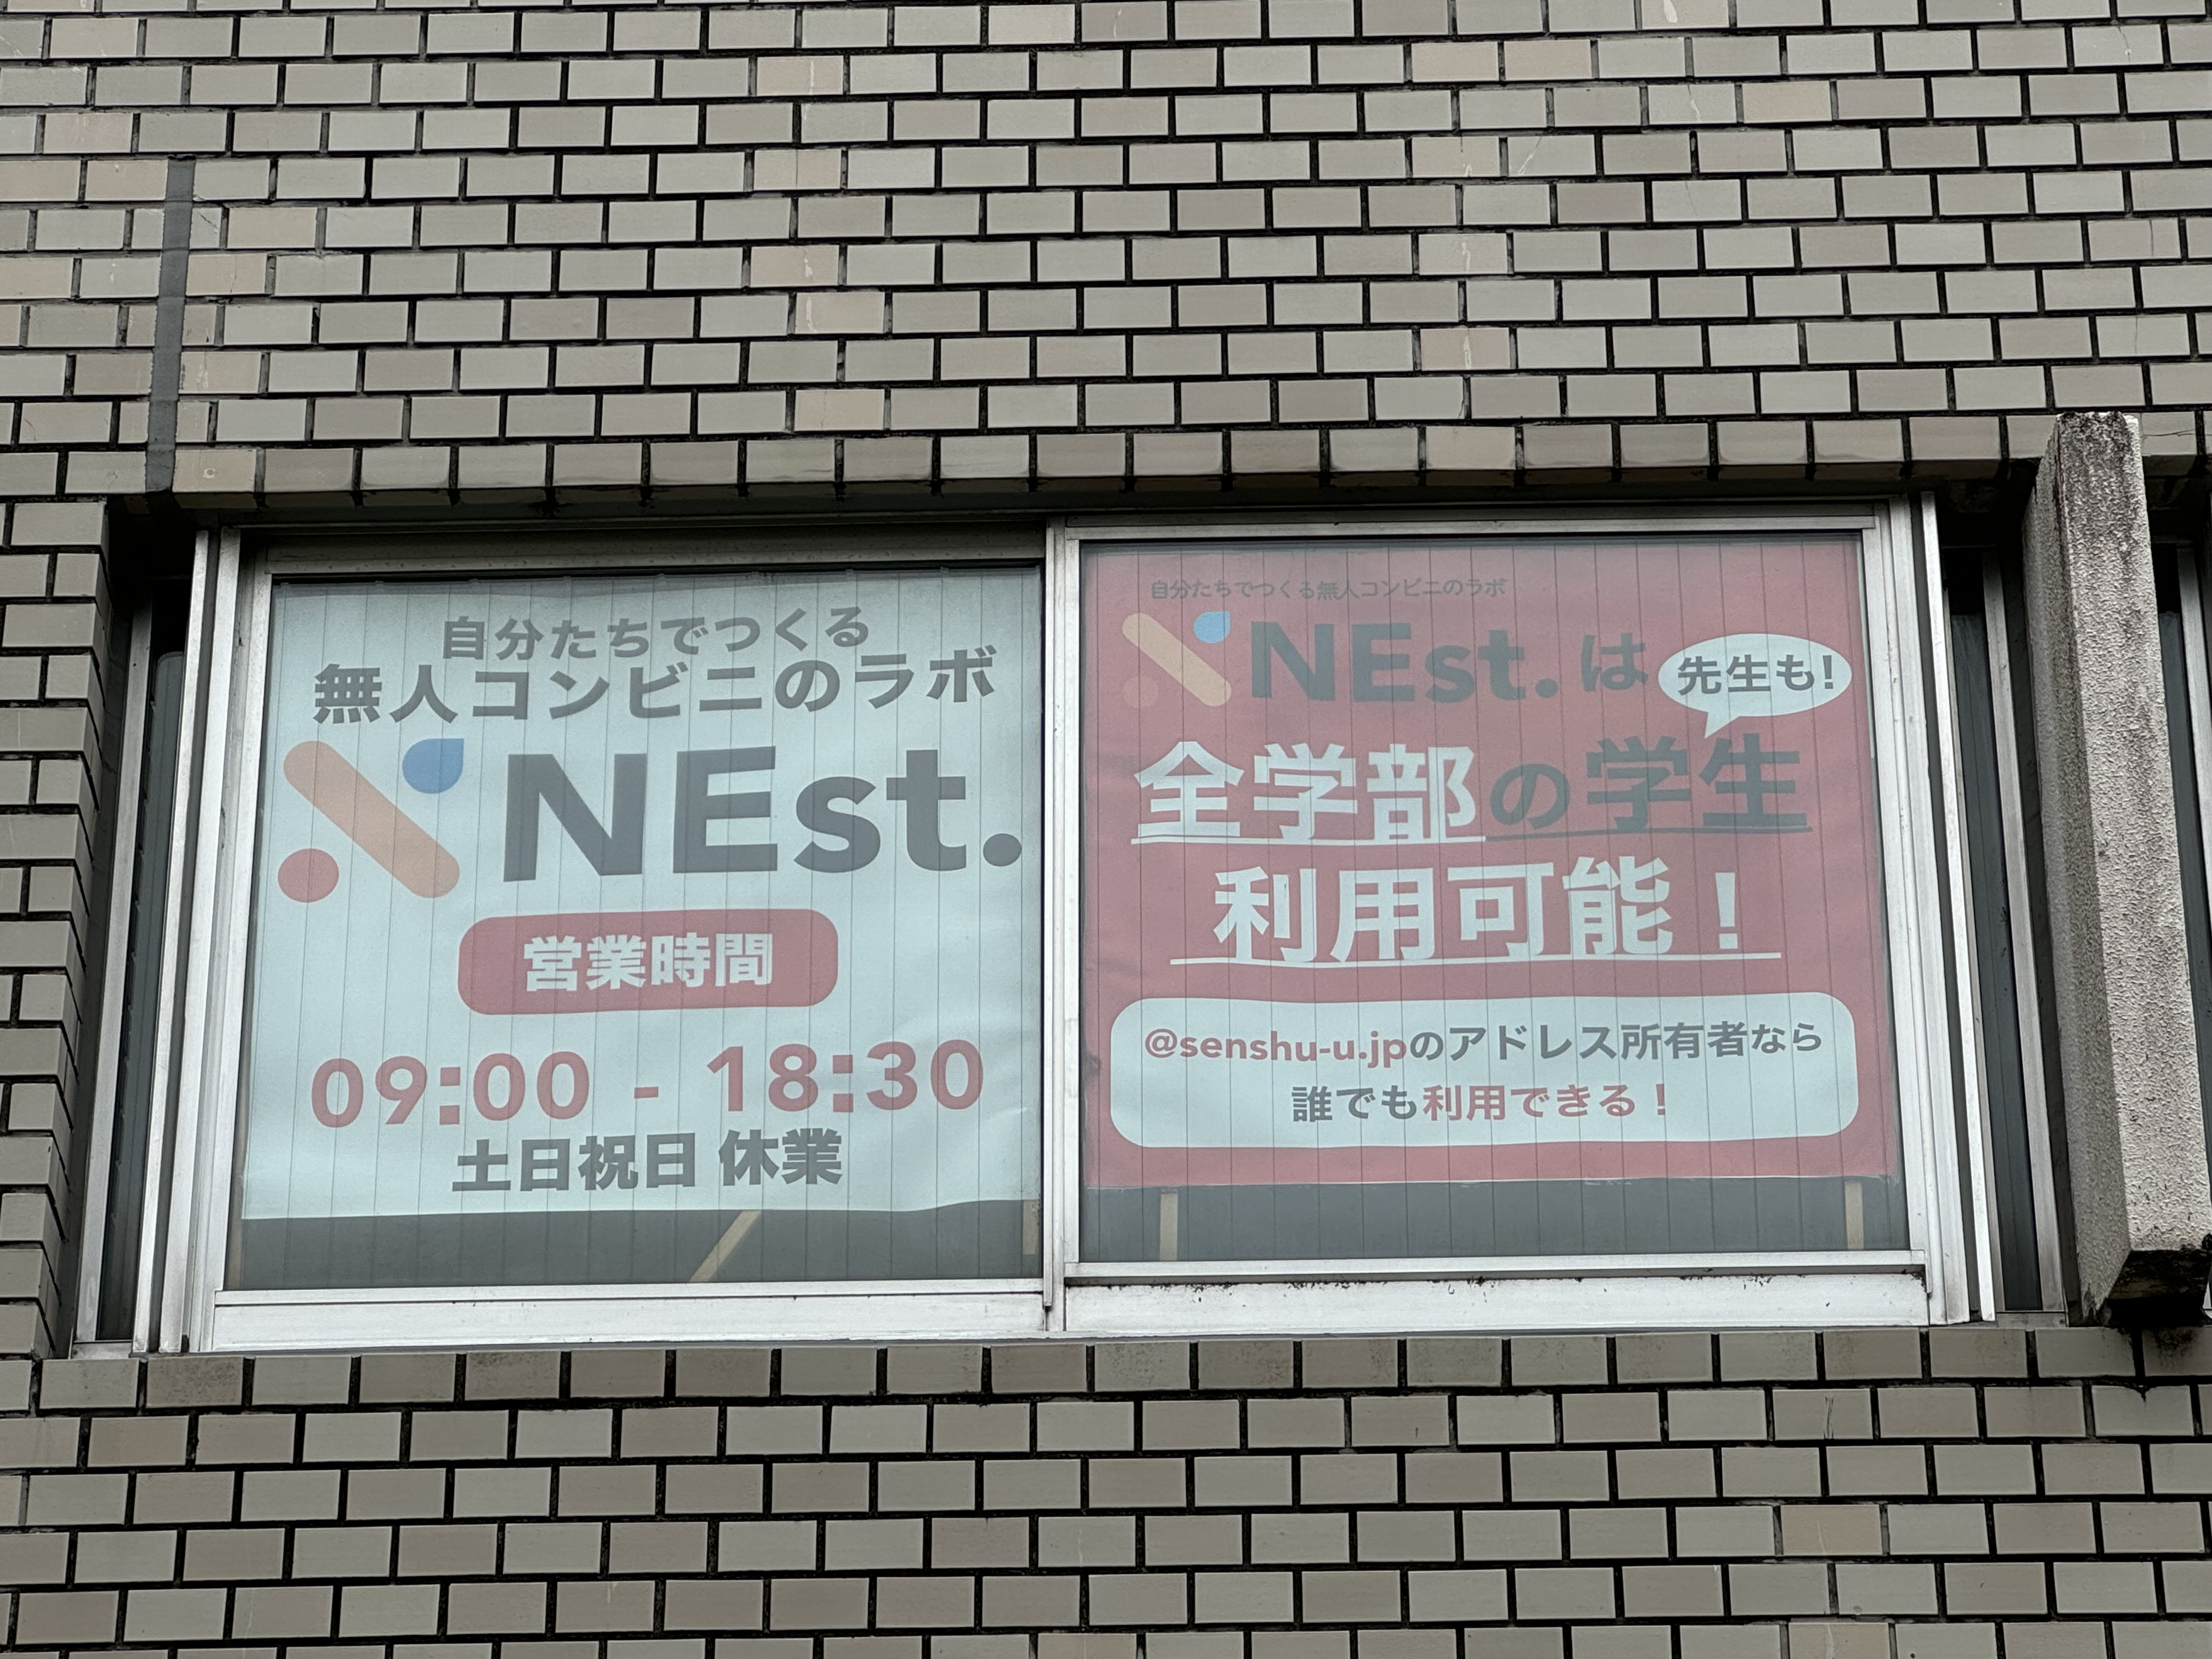 自分たちでつくる
無人コンビニのラボ
NEst.
営業時間
09:00 - 18:30
土日祝日 休業
自分たちでつくる無人コンビニのラボ
NEst. は
先生も!
全学部の学生
利用可能！
@senshu-u.jpのアドレス所有者なら
誰でも利用できる！